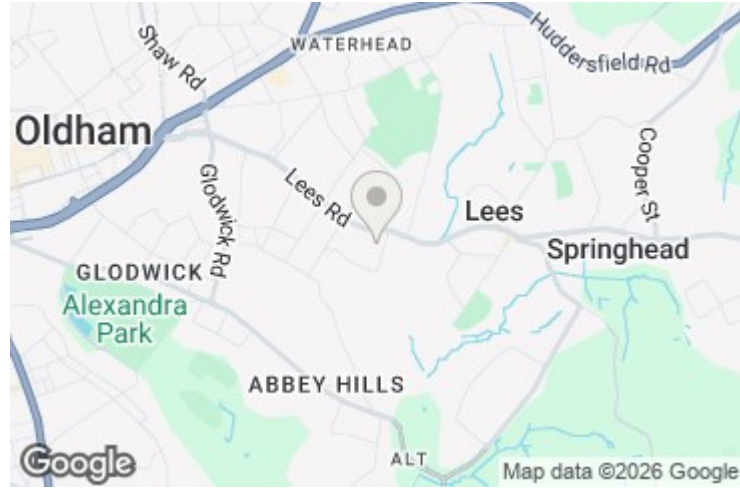 WATERHEAD
Shaw Rd
Huddersfield Rd
Oldham
Cooper St
Glodwick Rd
Lees Rd
Lees
Springhead
GLODWICK
Alexandra
Park
ABBEY HILLS
ALT
Google
Map data ©2026 Google